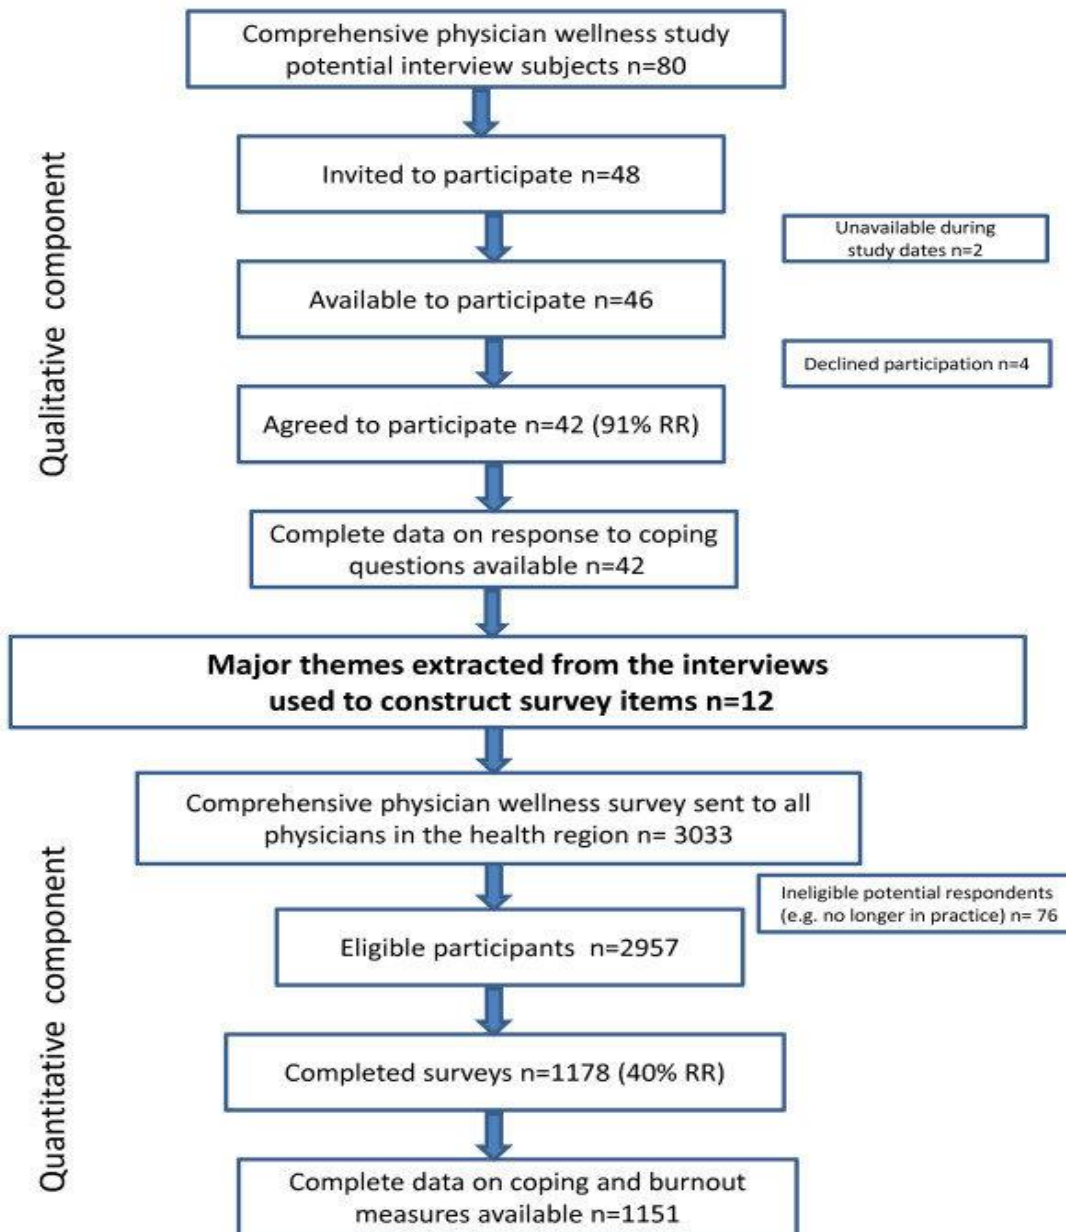 Comprehensive physician wellness study
potential interview subjects n=80
Qualitative component
Invited to participate n=48
Unavailable during
study dates n=2
Available to participate n=46
Declined participation n=4
Agreed to participate n=42 (91% RR)
Complete data on response to coping
questions available n=42
Major themes extracted from the interviews
used to construct survey items n=12
Comprehensive physician wellness survey sent to all
physicians in the health region n= 3033
Quantitative component
Ineligible potential respondents
(e.g. no longer in practice) n= 76
Eligible participants n=2957
Completed surveys n=1178 (40% RR)
Complete data on coping and burnout
measures available n=1151